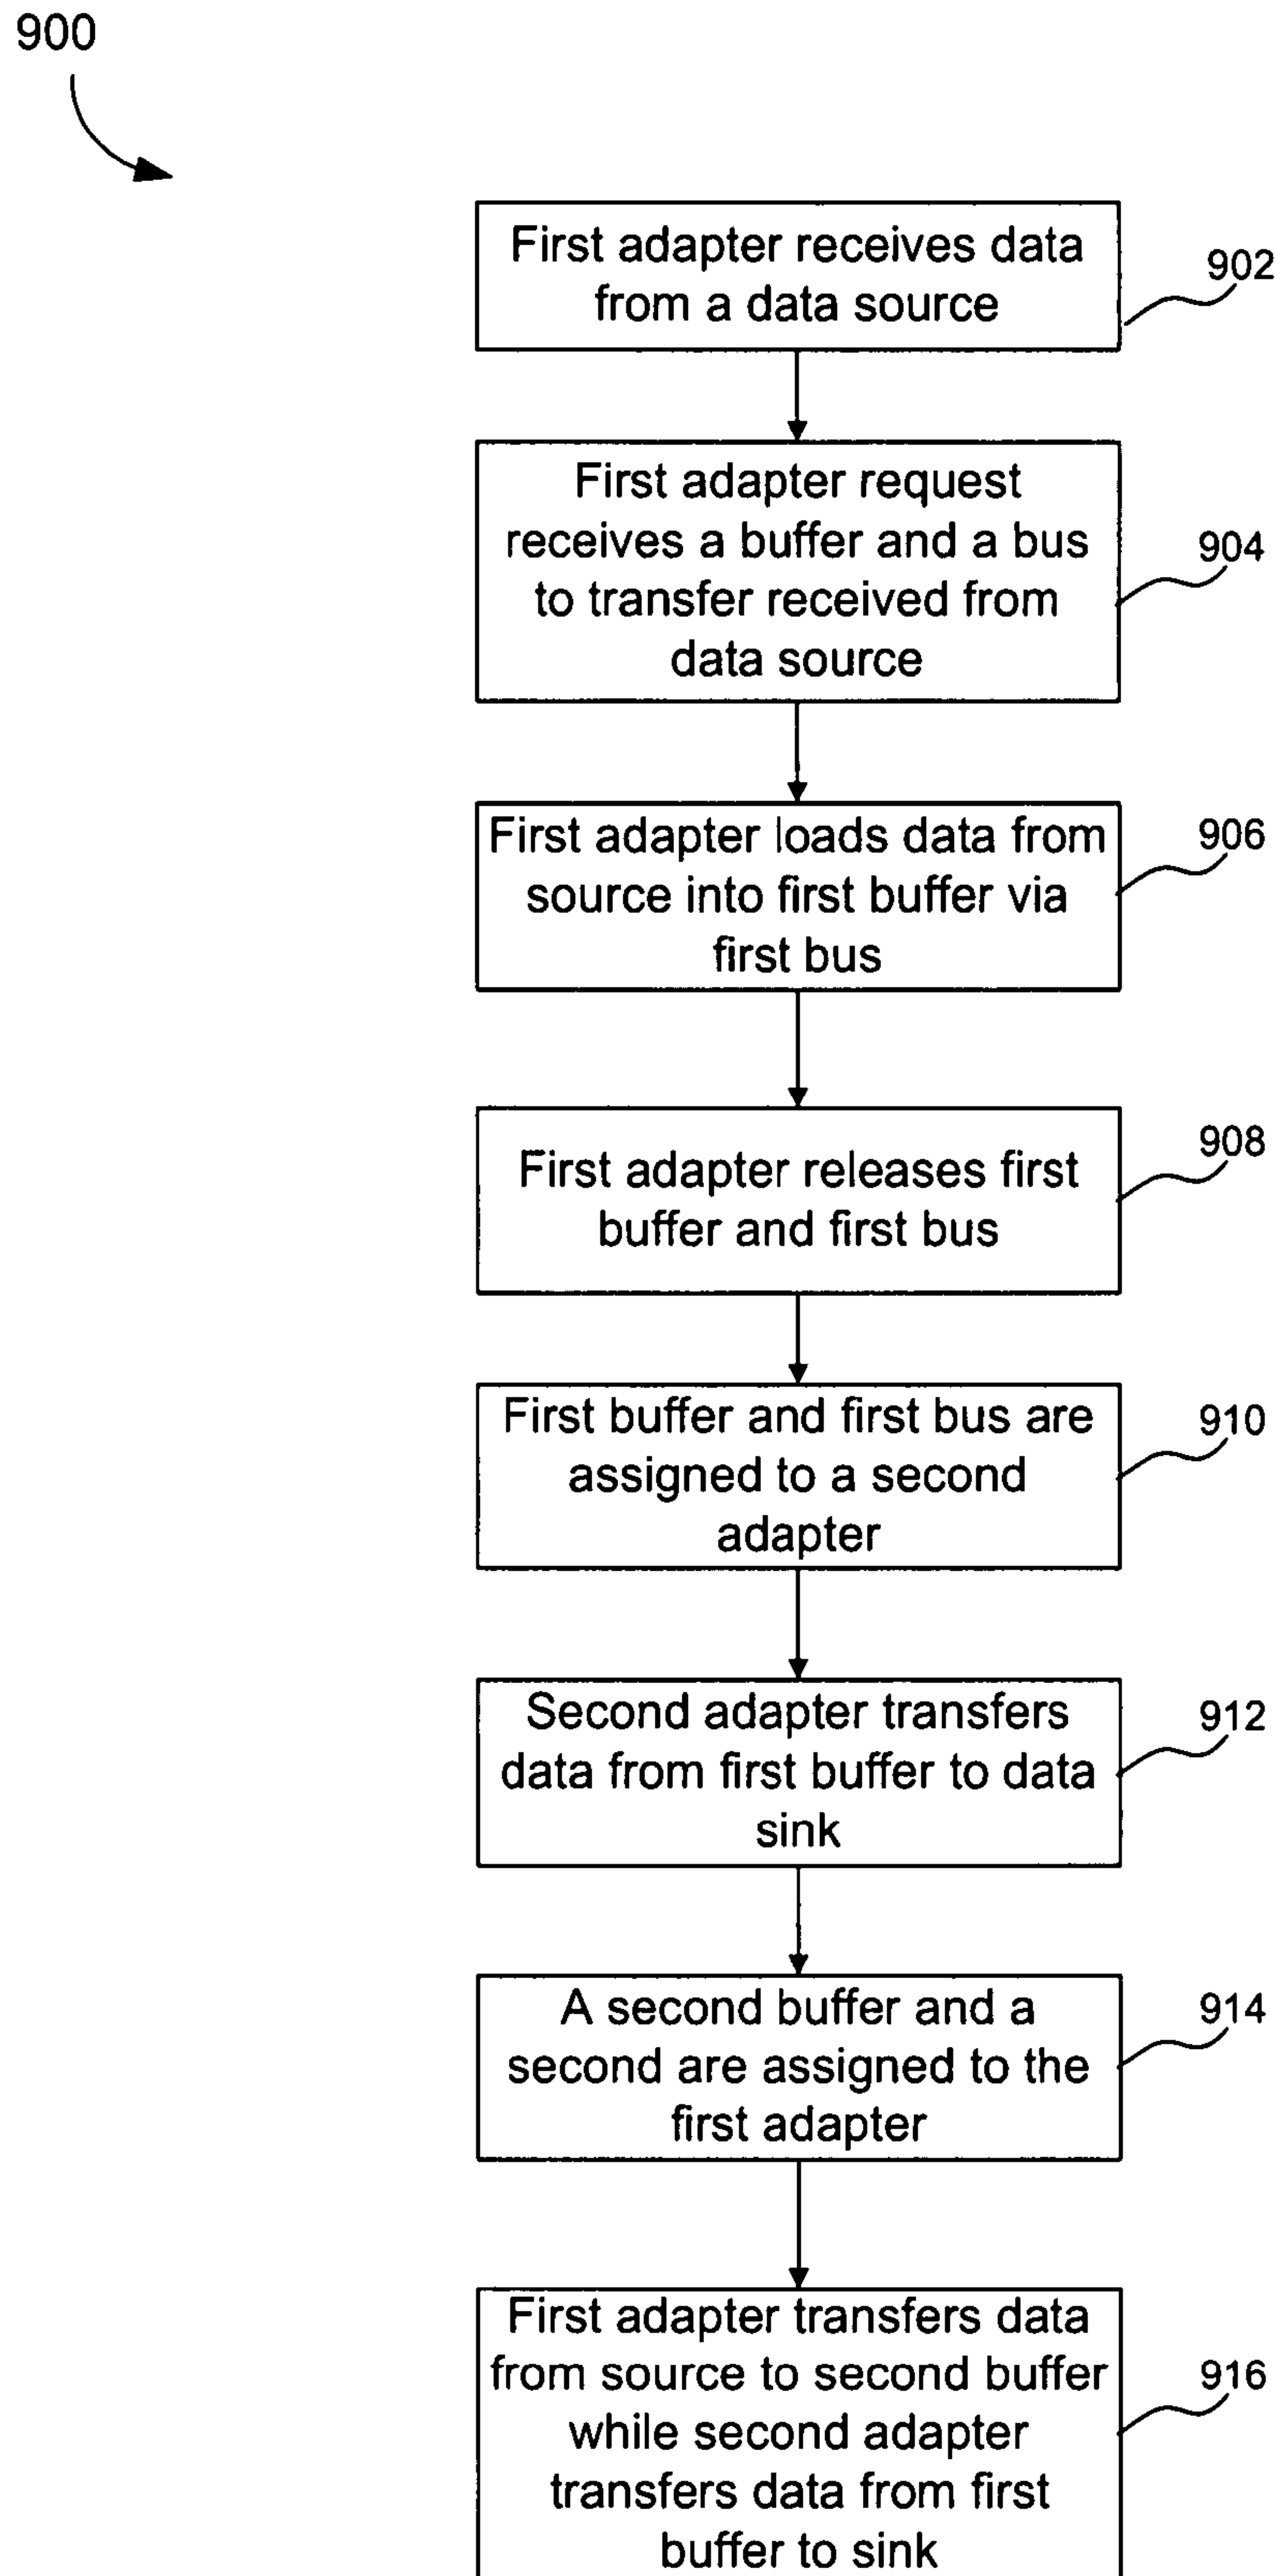 900
First adapter receives data
from a data source
902
First adapter request
receives a buffer and a bus
to transfer received from
data source
904
First adapter loads data from
source into first buffer via
first bus
906
First adapter releases first
buffer and first bus
908
First buffer and first bus are
assigned to a second
adapter
910
Second adapter transfers
data from first buffer to data
sink
912
A second buffer and a
second are assigned to the
first adapter
914
First adapter transfers data
from source to second buffer
while second adapter
transfers data from first
buffer to sink
916